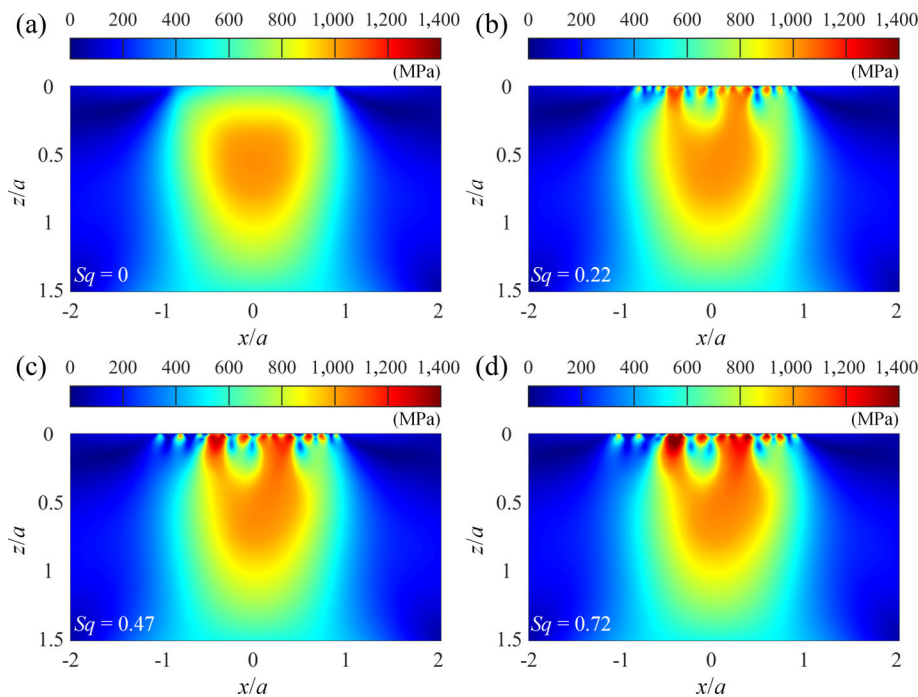 (a) 0 200 400 600 800 1,000 1,200 1,400
(MPa)
0
0.5
1
1.5
z/a
Sq = 0
-2 -1 0 1 2
x/a
(b) 0 200 400 600 800 1,000 1,200 1,400
(MPa)
0
0.5
1
1.5
z/a
Sq = 0.22
-2 -1 0 1 2
x/a
(c) 0 200 400 600 800 1,000 1,200 1,400
(MPa)
0
0.5
1
1.5
z/a
Sq = 0.47
-2 -1 0 1 2
x/a
(d) 0 200 400 600 800 1,000 1,200 1,400
(MPa)
0
0.5
1
1.5
z/a
Sq = 0.72
-2 -1 0 1 2
x/a